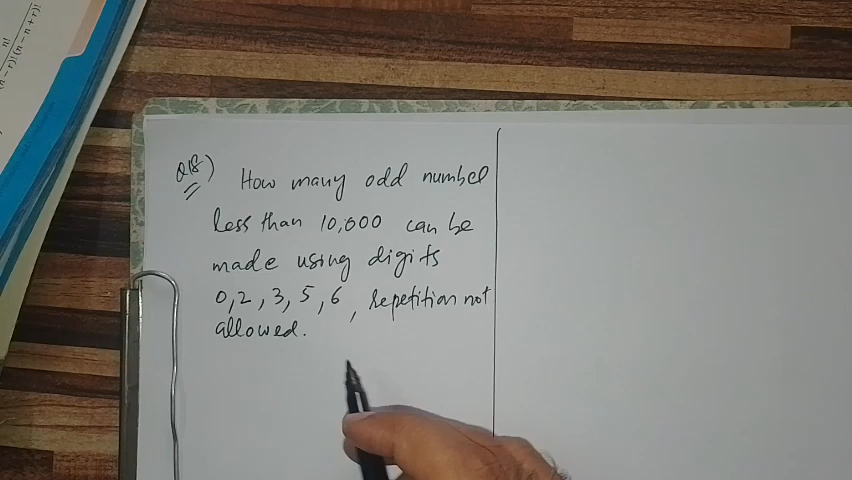 Q18) How many odd number
less than 10,000 can be
made using digits
0,2,3,5,6, repetition not
allowed.
n!
(n-r)!(n-n+r)!